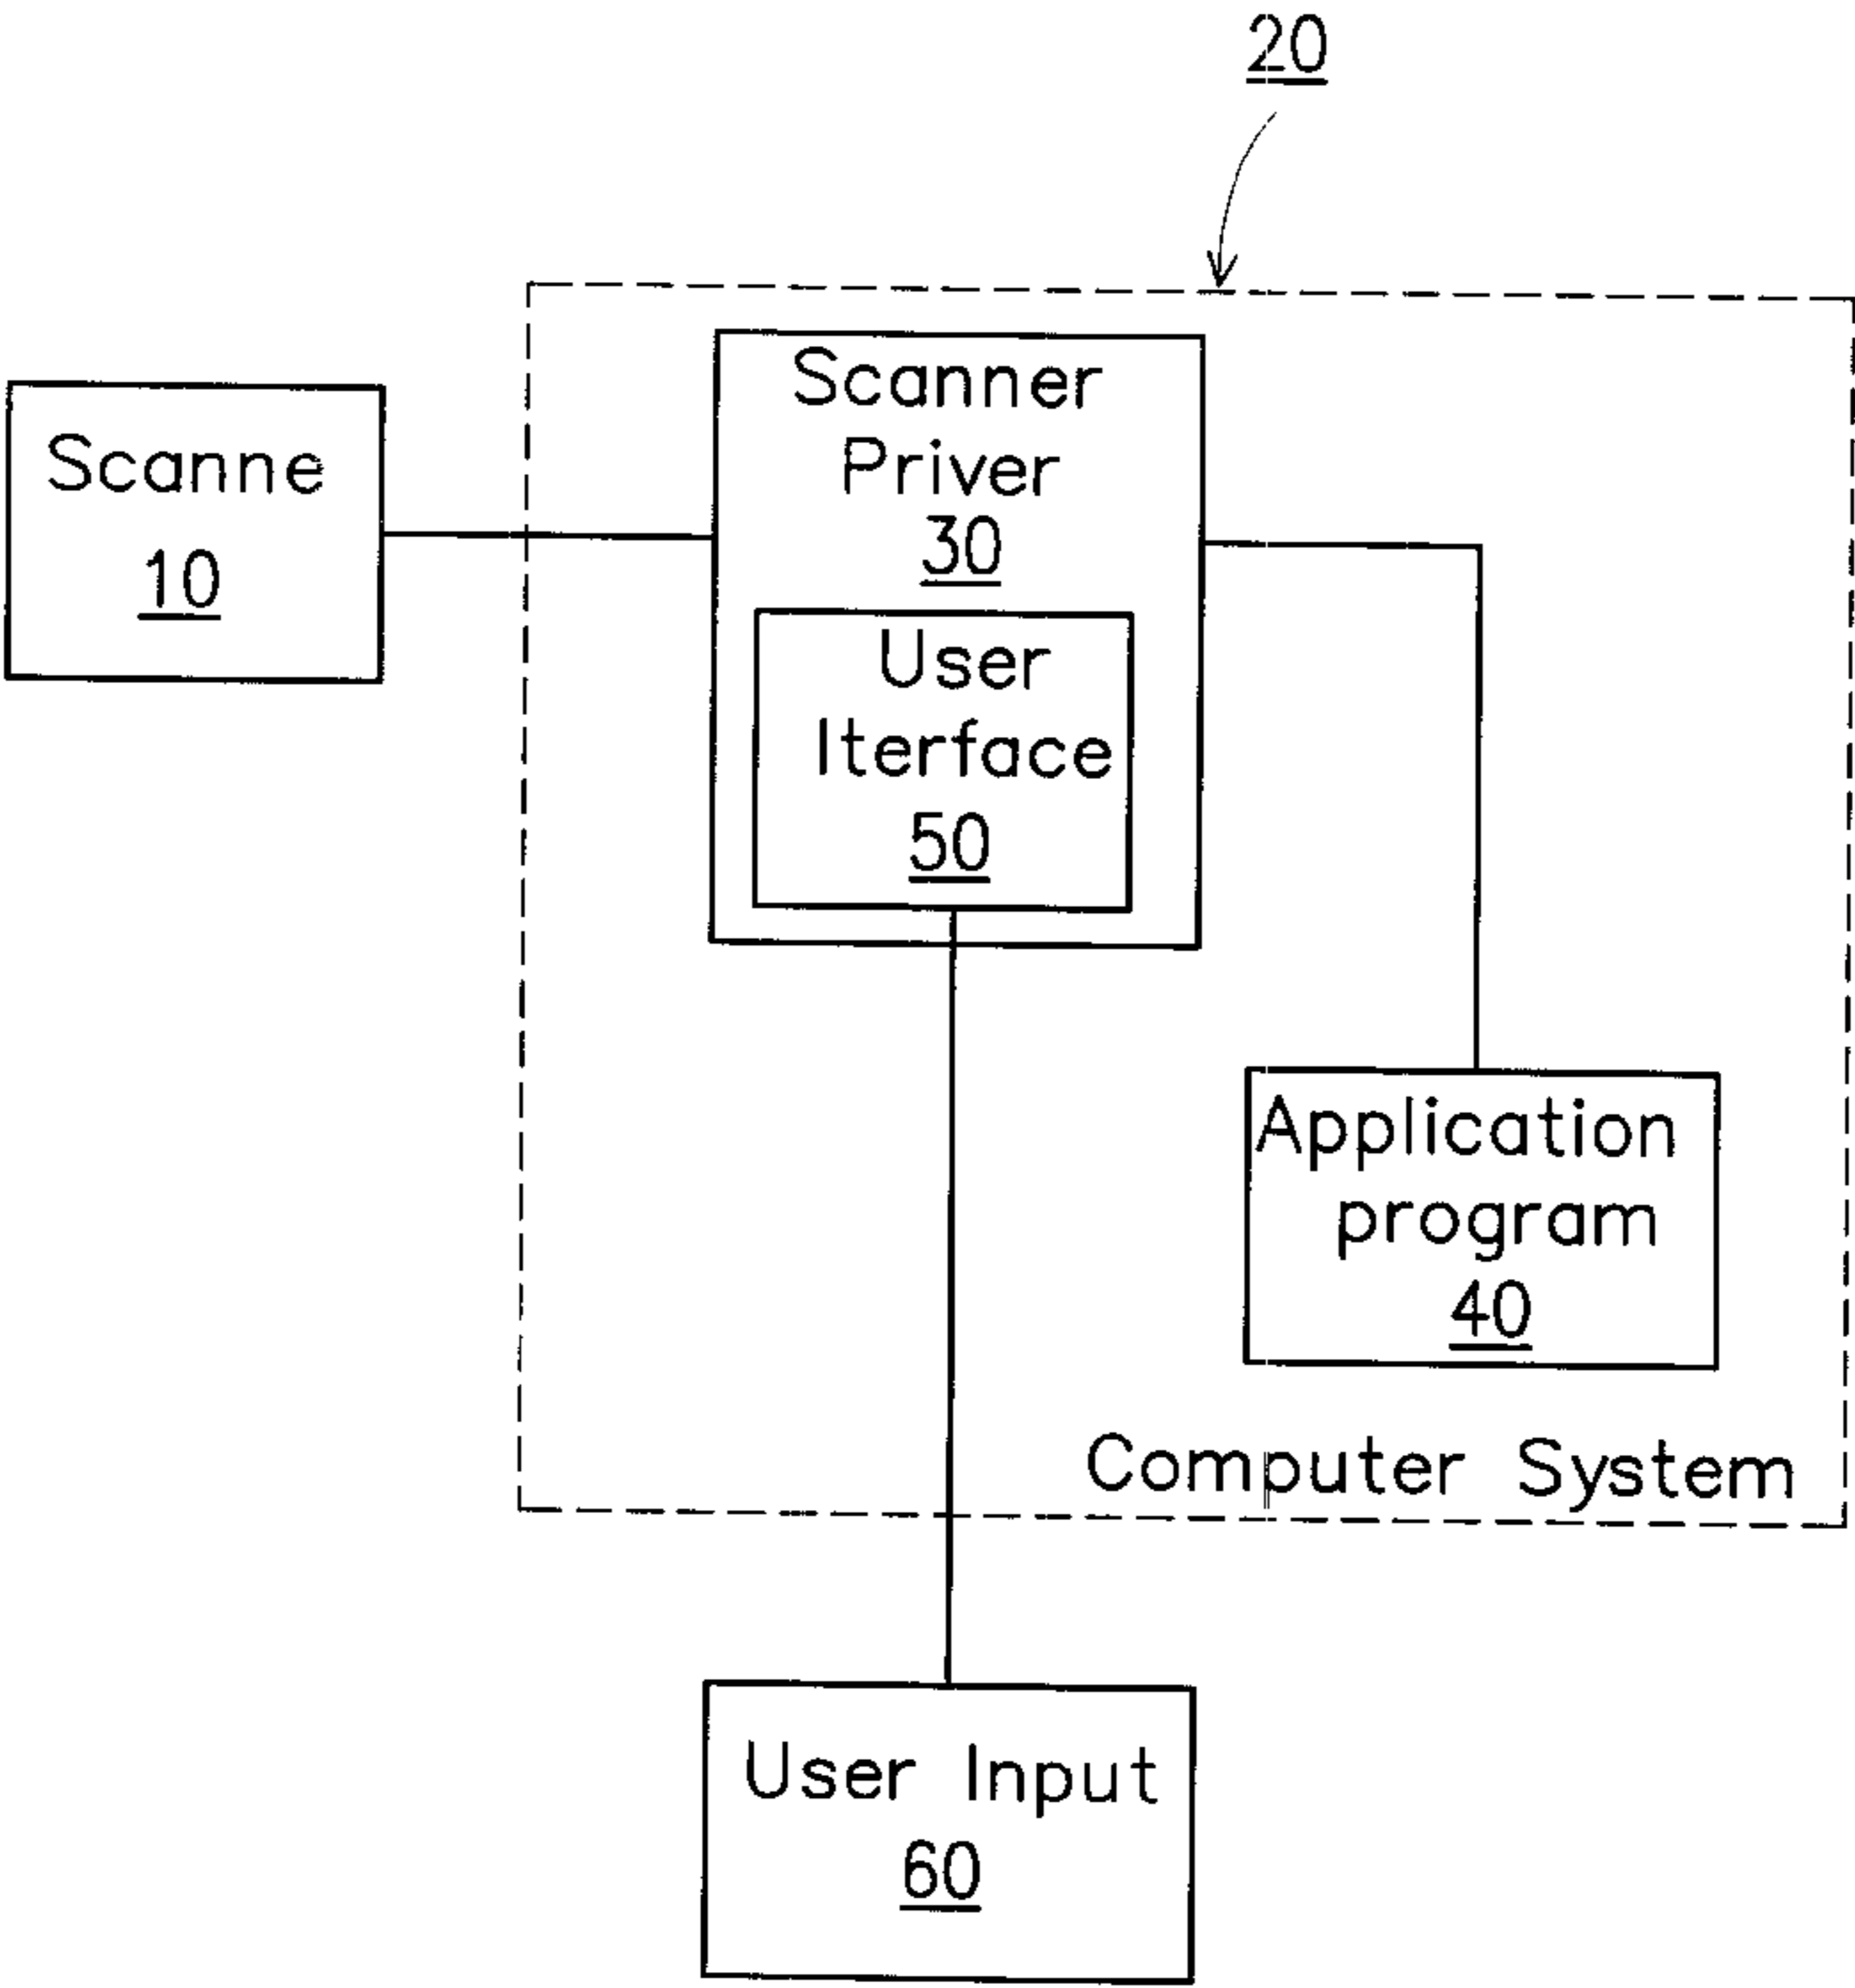 20
Scanne
10
Scanner
Priver
30
User
Iterface
50
Application
program
40
Computer System
User Input
60